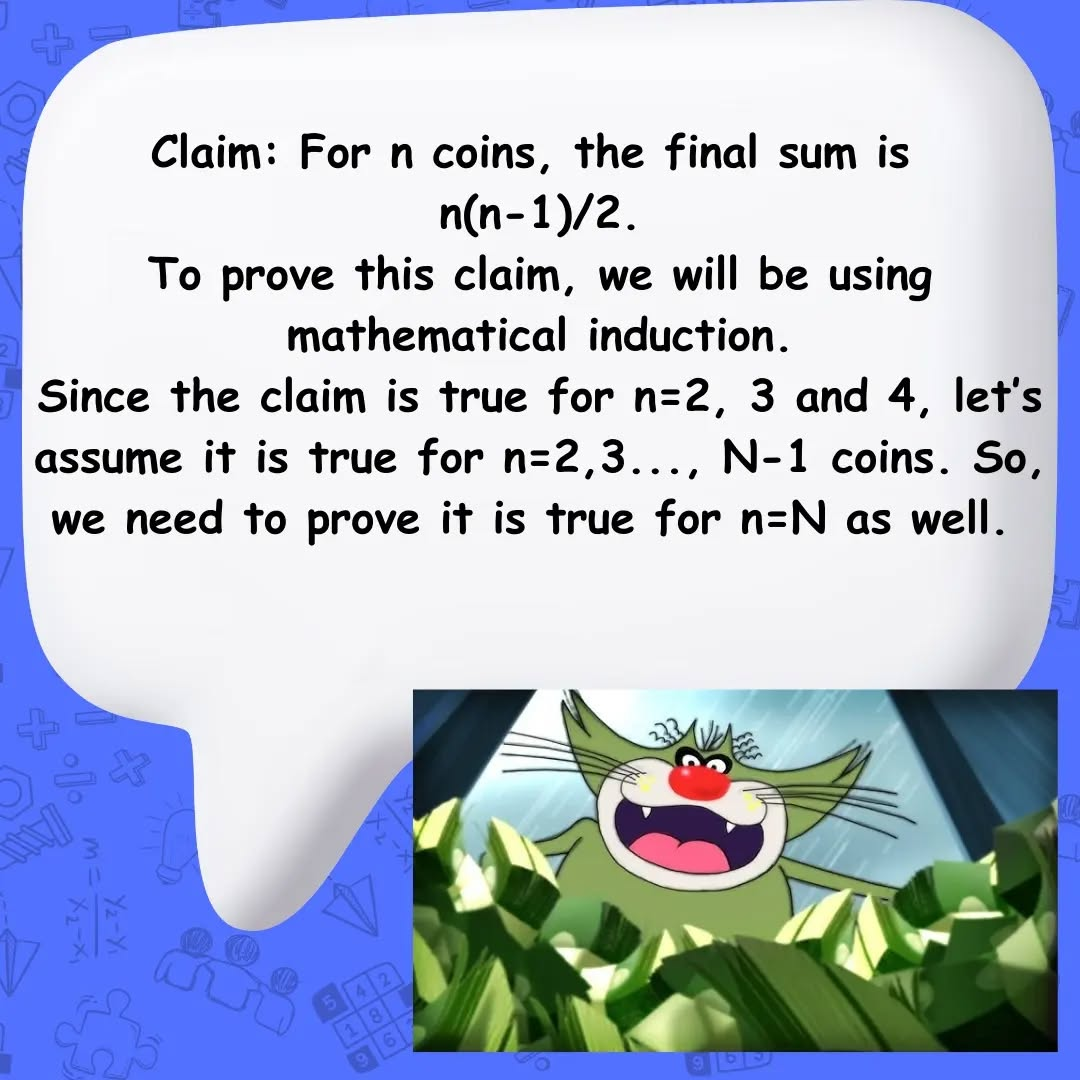 Claim: For n coins, the final sum is
n(n-1)/2.
To prove this claim, we will be using
mathematical induction.
Since the claim is true for n=2, 3 and 4, let's
assume it is true for n=2,3..., N-1 coins. So,
we need to prove it is true for n=N as well.